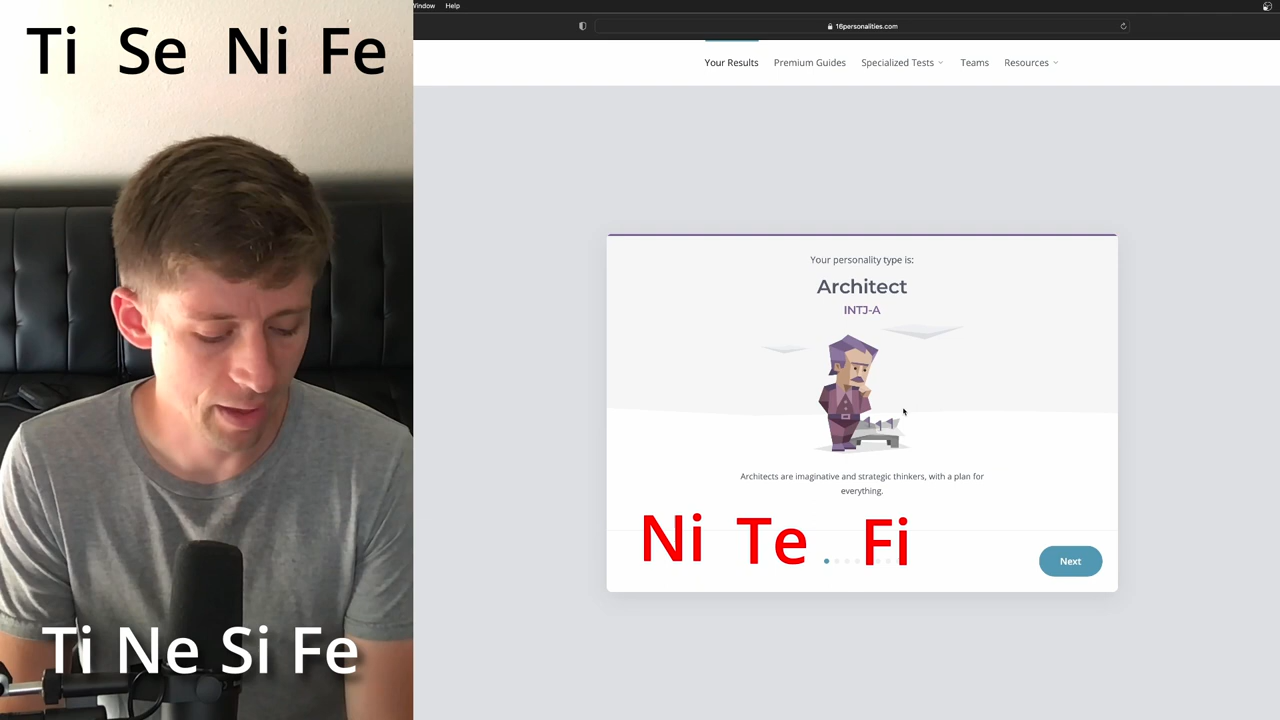 Ti Se Ni Fe
Ti Ne Si Fe
Window Help
16personalities.com
Your Results Premium Guides Specialized Tests Teams Resources
Your personality type is:
Architect
INTJ-A
Architects are imaginative and strategic thinkers, with a plan for
everything.
Ni Te Fi
Next